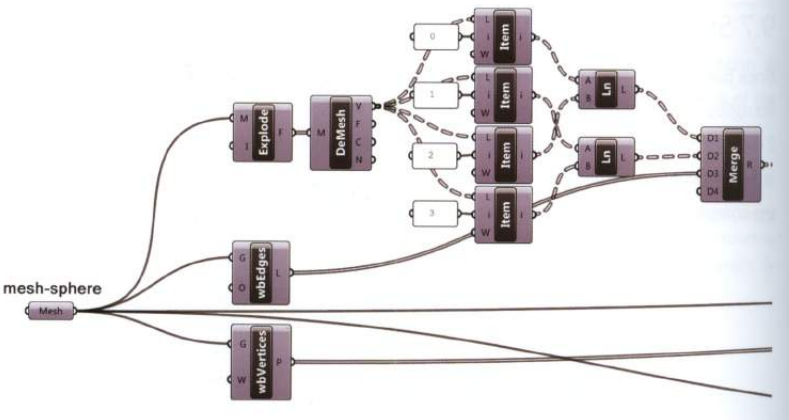 mesh-sphere
Mesh
M
I
Explode
F
M
DeMesh
V
F
C
N
0
1
2
3
L
i
W
Item
i
L
i
W
Item
i
L
i
W
Item
i
L
i
W
Item
i
A
B
Ln
L
A
B
Ln
L
D1
D2
D3
D4
Merge
R
G
O
wbEdges
L
G
W
wbVertices
P